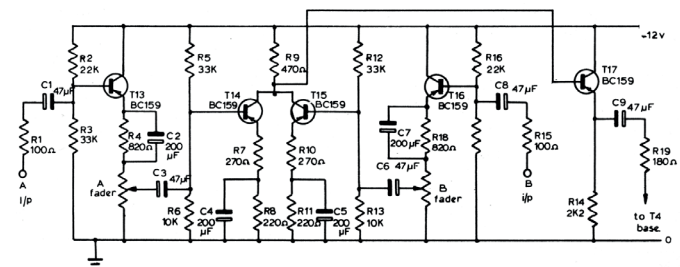 -12v
R2
22K
C1
47µF
T13
BC159
R5
33K
R9
470Ω
R12
33K
R16
22K
C8
47µF
T17
BC159
T14
BC159
T15
BC159
T16
BC159
C9
47µF
R1
100Ω
R3
33K
R4
820Ω
C2
200
µF
C7
200µF
R18
820Ω
R15
100Ω
R19
180Ω
R7
270Ω
R10
270Ω
A
i/p
A
fader
C3
47µF
C6
47µF
B
fader
B
i/p
R6
10K
C4
200
µF
R8
220Ω
R11
220Ω
C5
200
µF
R13
10K
R14
2K2
to T4
base
0